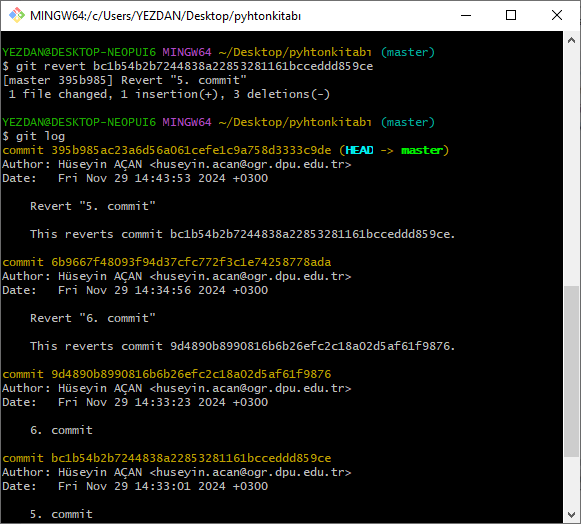 MINGW64:/c/Users/YEZDAN/Desktop/pyhtonkitabı
YEZDAN@DESKTOP-NEOPUI6 MINGW64 ~/Desktop/pyhtonkitabı (master)
$ git revert bc1b54b2b7244838a22853281161bcceddd859ce
[master 395b985] Revert "5. commit"
1 file changed, 1 insertion(+), 3 deletions(-)
YEZDAN@DESKTOP-NEOPUI6 MINGW64 ~/Desktop/pyhtonkitabı (master)
$ git log
commit 395b985ac23a6d56a061cefe1c9a758d3333c9de (HEAD -> master)
Author: Hüseyin AÇAN <huseyin.acan@ogr.dpu.edu.tr>
Date:   Fri Nov 29 14:43:53 2024 +0300
Revert "5. commit"
This reverts commit bc1b54b2b7244838a22853281161bcceddd859ce.
commit 6b9667f48093f94d37cfc772f3c1e74258778ada
Author: Hüseyin AÇAN <huseyin.acan@ogr.dpu.edu.tr>
Date:   Fri Nov 29 14:34:56 2024 +0300
Revert "6. commit"
This reverts commit 9d4890b8990816b6b26efc2c18a02d5af61f9876.
commit 9d4890b8990816b6b26efc2c18a02d5af61f9876
Author: Hüseyin AÇAN <huseyin.acan@ogr.dpu.edu.tr>
Date:   Fri Nov 29 14:33:23 2024 +0300
6. commit
commit bc1b54b2b7244838a22853281161bcceddd859ce
Author: Hüseyin AÇAN <huseyin.acan@ogr.dpu.edu.tr>
Date:   Fri Nov 29 14:33:01 2024 +0300
5. commit